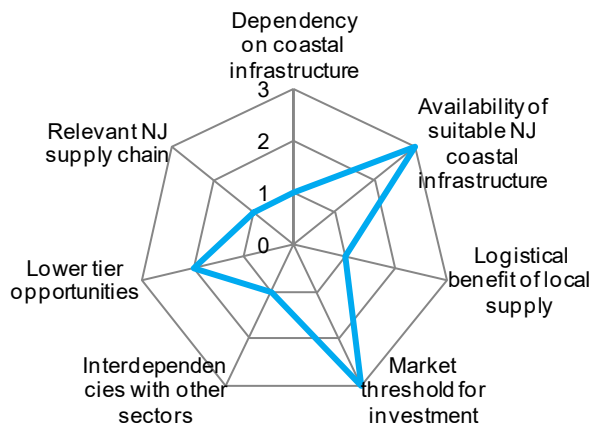 Dependency
on coastal
infrastructure
3
2
1
0
Availability of
suitable NJ
coastal
infrastructure
Logistical
benefit of local
supply
Market
threshold for
investment
Interdependen
cies with other
sectors
Lower tier
opportunities
Relevant NJ
supply chain